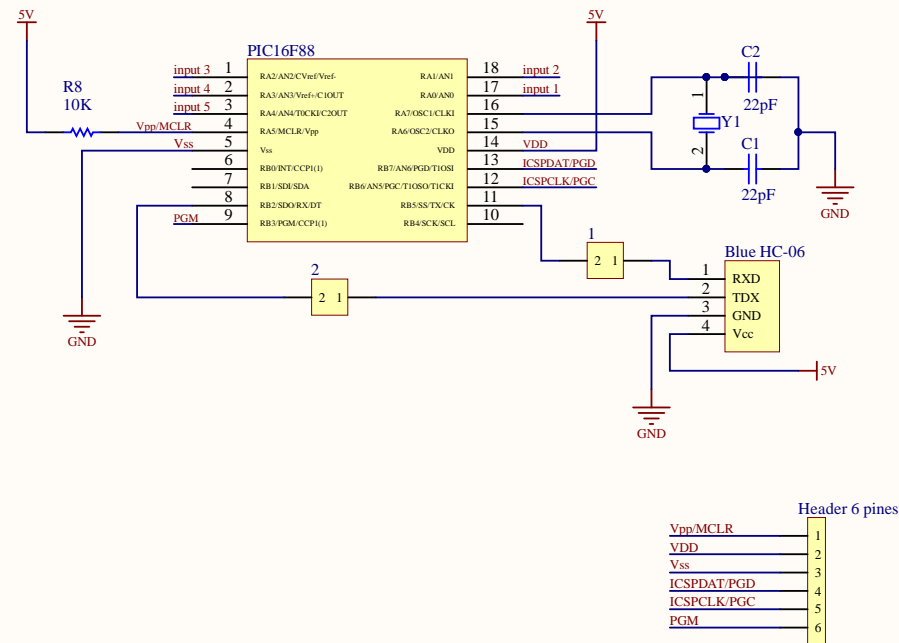 5V
5V
PIC16F88
R8
10K
input 3
1
RA2/AN2/CVref/Vref-
RA1/AN1
18
input 2
input 4
2
RA3/AN3/Vref+/C1OUT
RA0/AN0
17
input 1
input 5
3
RA4/AN4/T0CKI/C2OUT
RA7/OSC1/CLKI
16
Vpp/MCLR
4
RA5/MCLR/Vpp
RA6/OSC2/CLKO
15
Vss
5
Vss
VDD
14
VDD
6
RB0/INT/CCP1(1)
RB7/AN6/PGD/T1OSI
13
ICSPDAT/PGD
7
RB1/SDI/SDA
RB6/AN5/PGC/T1OSO/T1CKI
12
ICSPCLK/PGC
8
RB2/SDO/RX/DT
RB5/SS/TX/CK
11
PGM
9
RB3/PGM/CCP1(1)
RB4/SCK/SCL
10
C2
22pF
1
Y1
2
C1
22pF
GND
1
2 1
2
2 1
Blue HC-06
1
RXD
2
TDX
3
GND
4
Vcc
GND
5V
GND
Header 6 pines
Vpp/MCLR
1
VDD
2
Vss
3
ICSPDAT/PGD
4
ICSPCLK/PGC
5
PGM
6